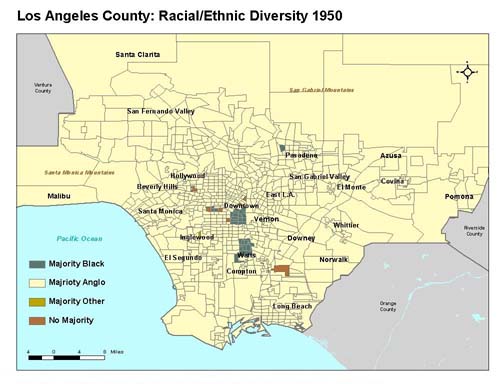 Los Angeles County: Racial/Ethnic Diversity 1950
Santa Clarita
Ventura
County
San Gabriel Mountains
San Fernando Valley
Pasadena
Azusa
Santa Monica Mountains
Hollywood
San Gabriel Valley
Covina
Beverly Hills
El Monte
Malibu
East L.A.
Pomona
Santa Monica
Downtown
Vernon
Whittier
Riverside
County
Pacific Ocean
Inglewood
Downey
El Segundo
Watts
Norwalk
Compton
Majority Black
Majrioty Anglo
Majority Other
No Majority
Long Beach
Orange
County
4 0 4 8 Miles